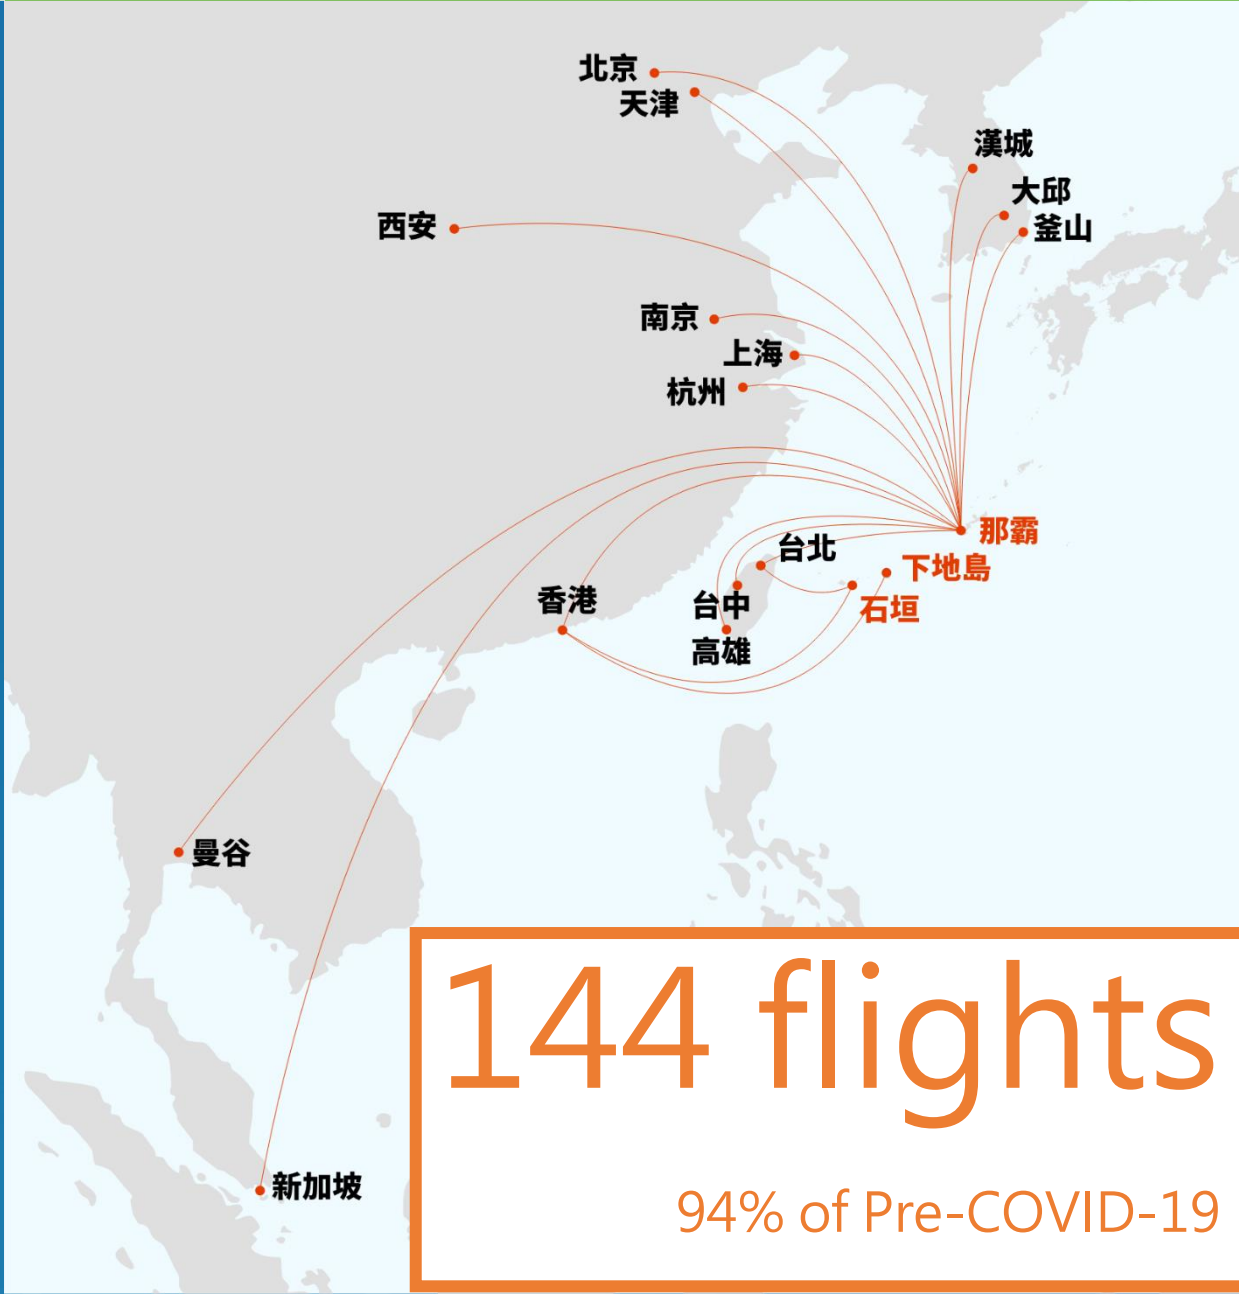 北京
天津
漢城
大邱
釜山
西安
南京
上海
杭州
那霸
台北
下地島
香港
台中
石垣
高雄
曼谷
新加坡
144 flights
94% of Pre-COVID-19